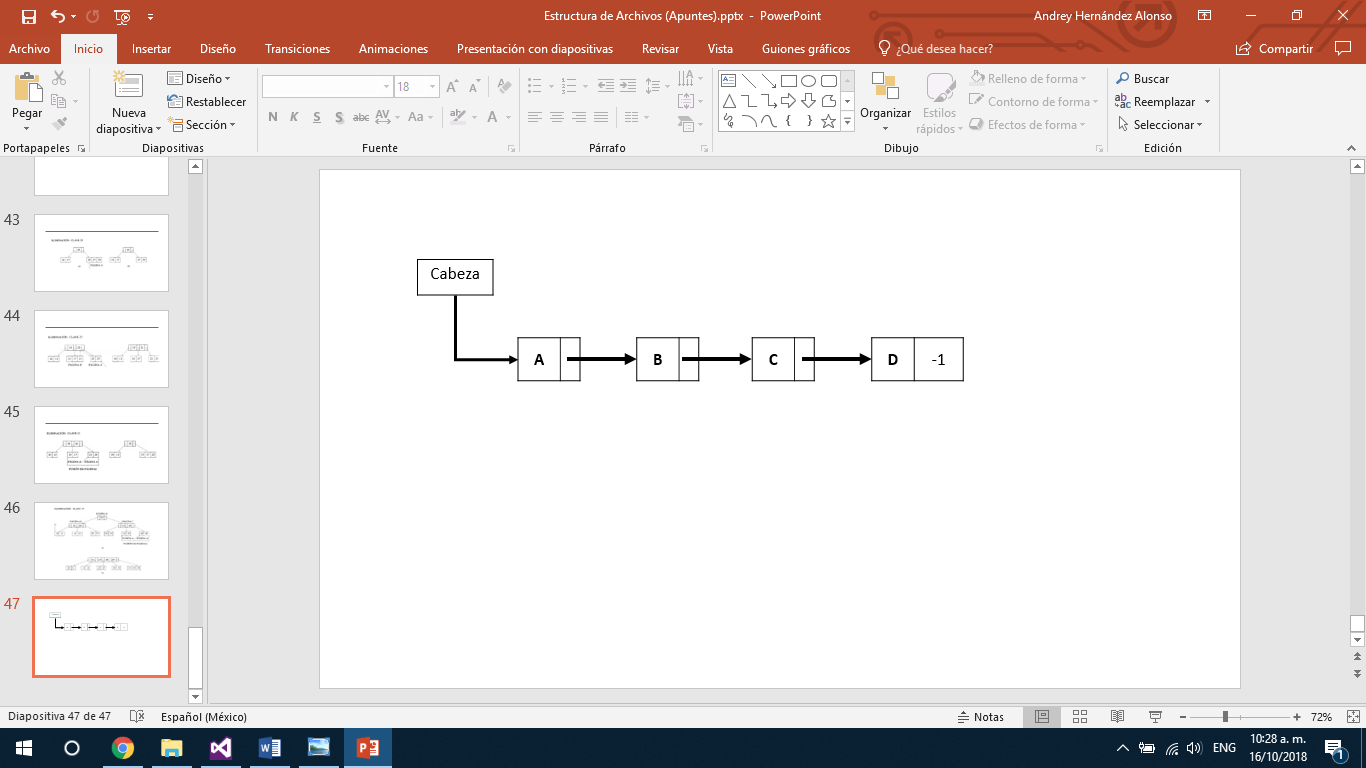 Estructura de Archivos (Apuntes).pptx - PowerPoint
Andrey Hernández Alonso
Archivo Inicio Insertar Diseño Transiciones Animaciones Presentación con diapositivas Revisar Vista Guiones gráficos ¿Qué desea hacer? Compartir
Pegar
Portapapeles
Nueva diapositiva
Diseño
Restablecer
Sección
Diapositivas
18
N K S S abc AV Aa A
Fuente
Párrafo
Organizar
Estilos rápidos
Relleno de forma
Contorno de forma
Efectos de forma
Dibujo
Buscar
Reemplazar
Seleccionar
Edición
43
44
45
46
47
Cabeza
A B C D -1
Diapositiva 47 de 47 Español (México) Notas 72%
ENG
10:28 a. m.
16/10/2018
1